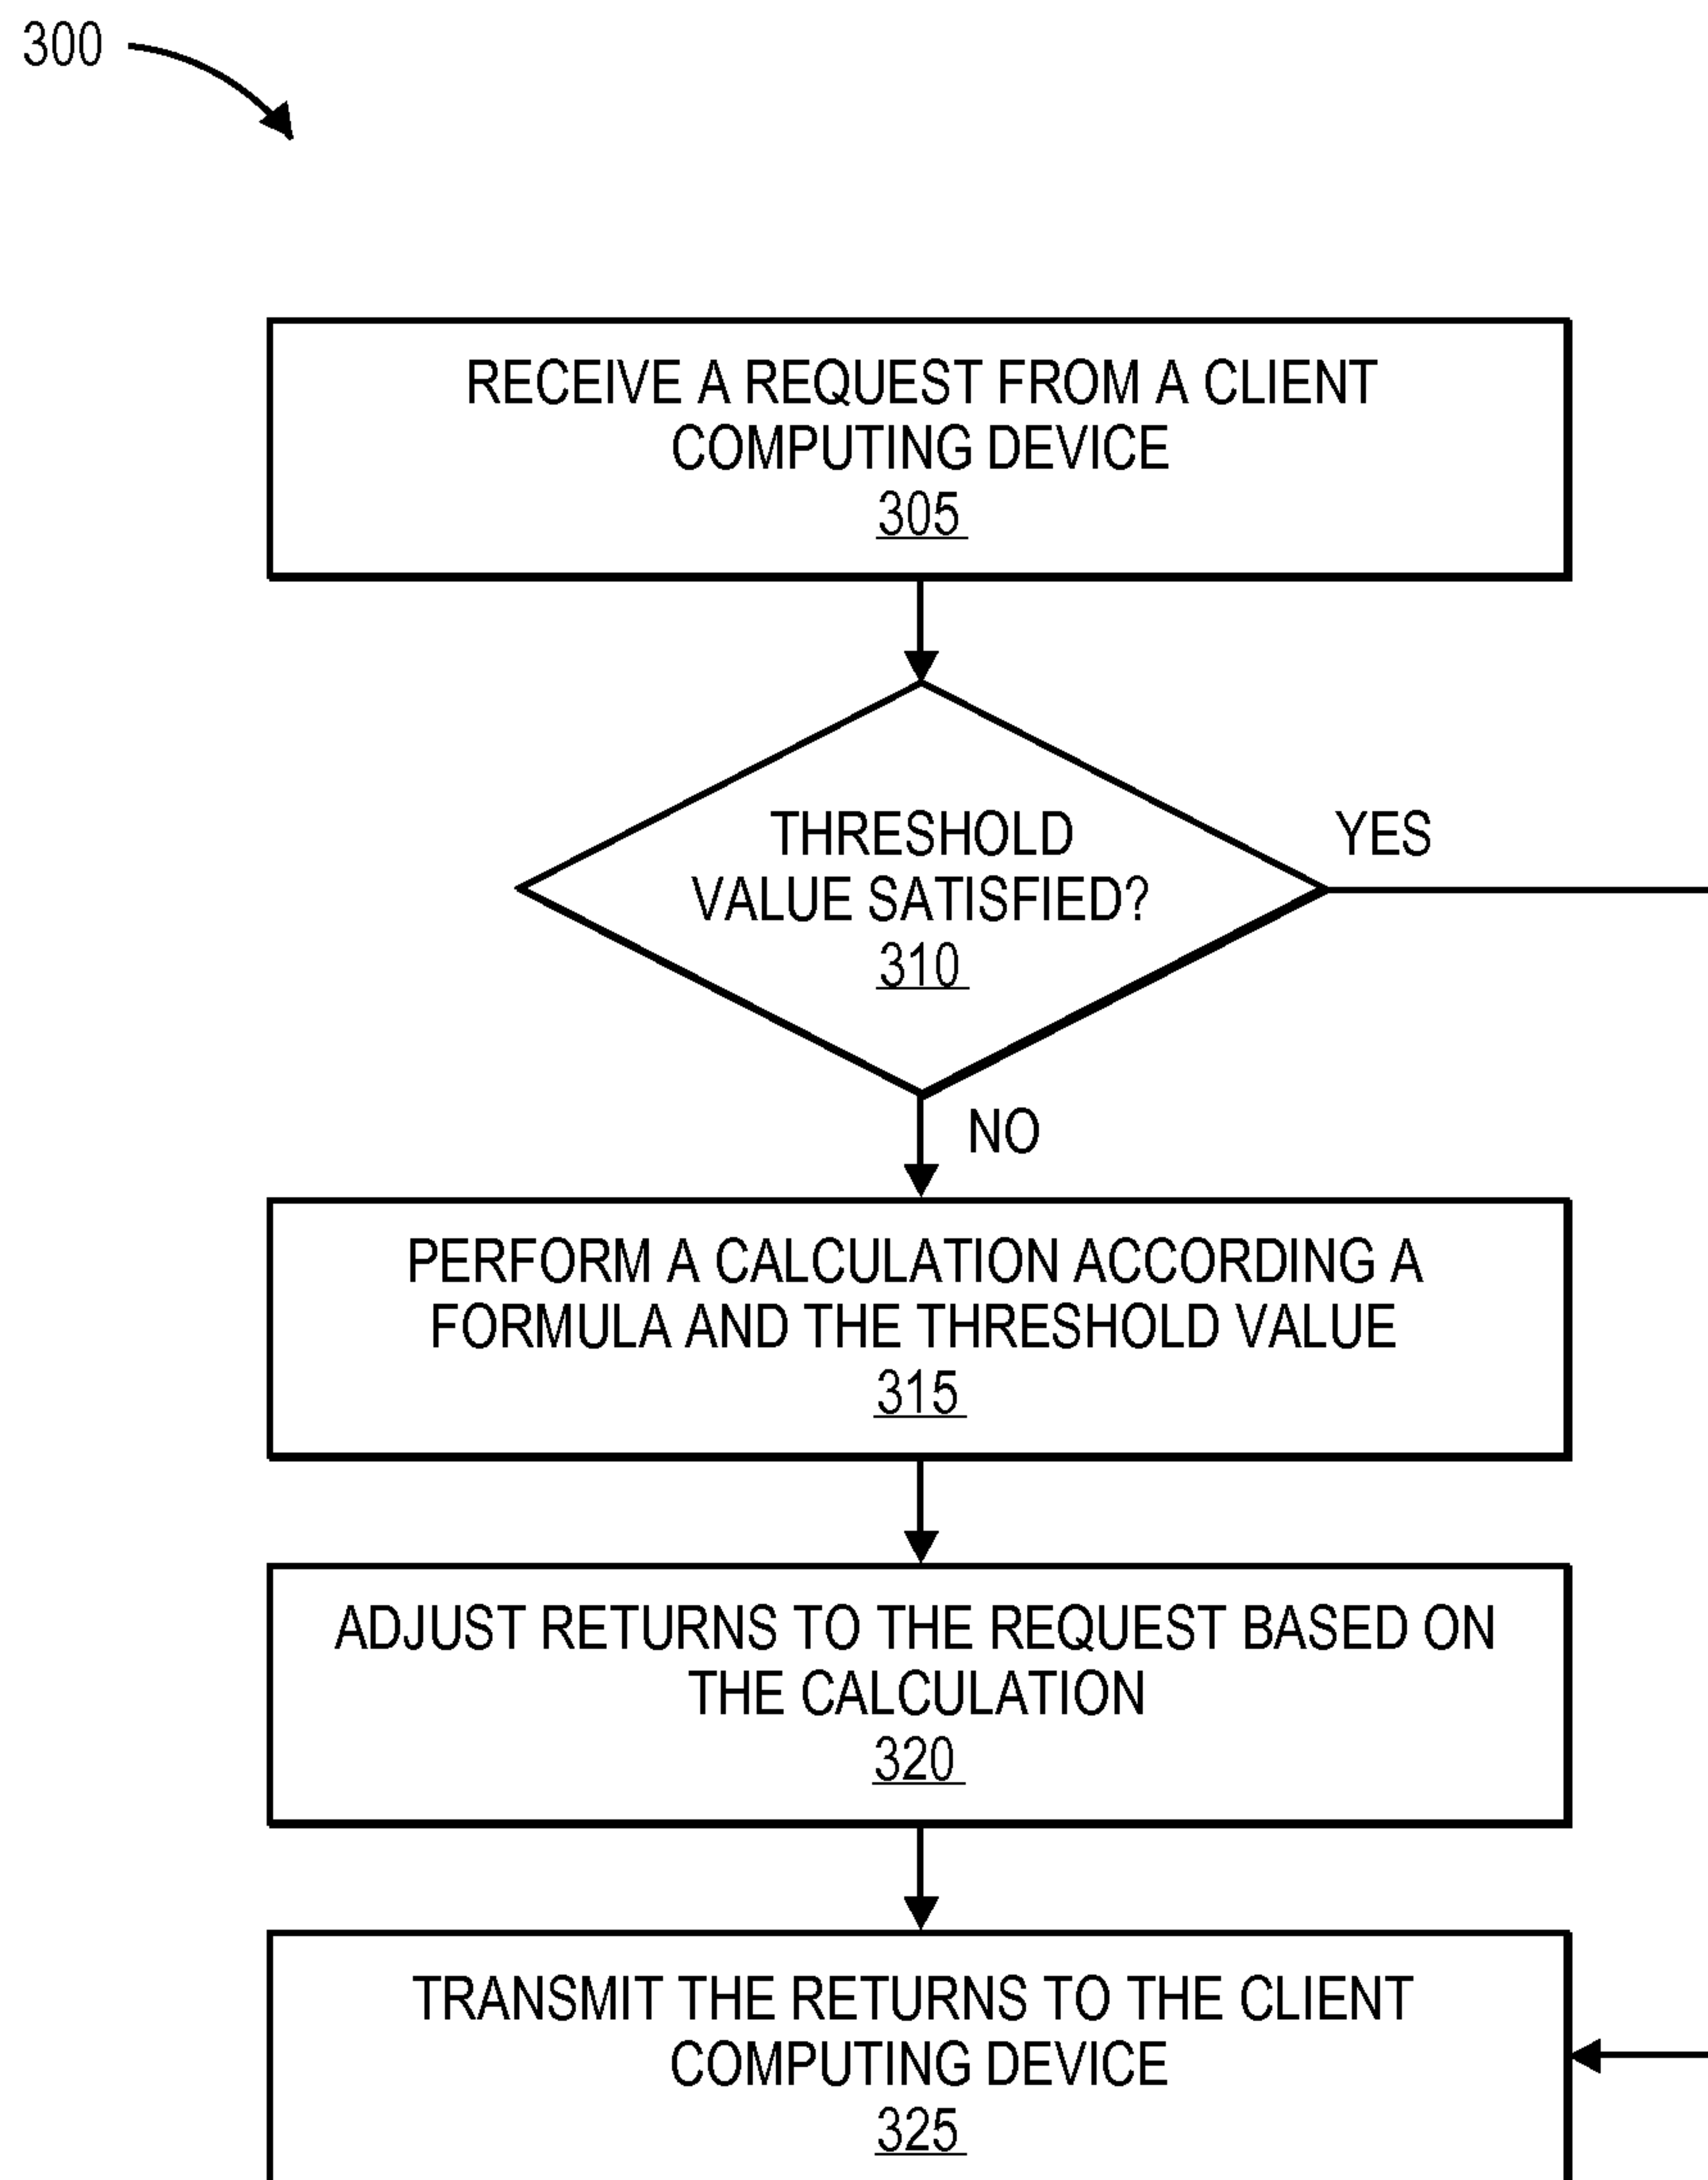 300
RECEIVE A REQUEST FROM A CLIENT
COMPUTING DEVICE
305
THRESHOLD
VALUE SATISFIED?
310
YES
NO
PERFORM A CALCULATION ACCORDING A
FORMULA AND THE THRESHOLD VALUE
315
ADJUST RETURNS TO THE REQUEST BASED ON
THE CALCULATION
320
TRANSMIT THE RETURNS TO THE CLIENT
COMPUTING DEVICE
325